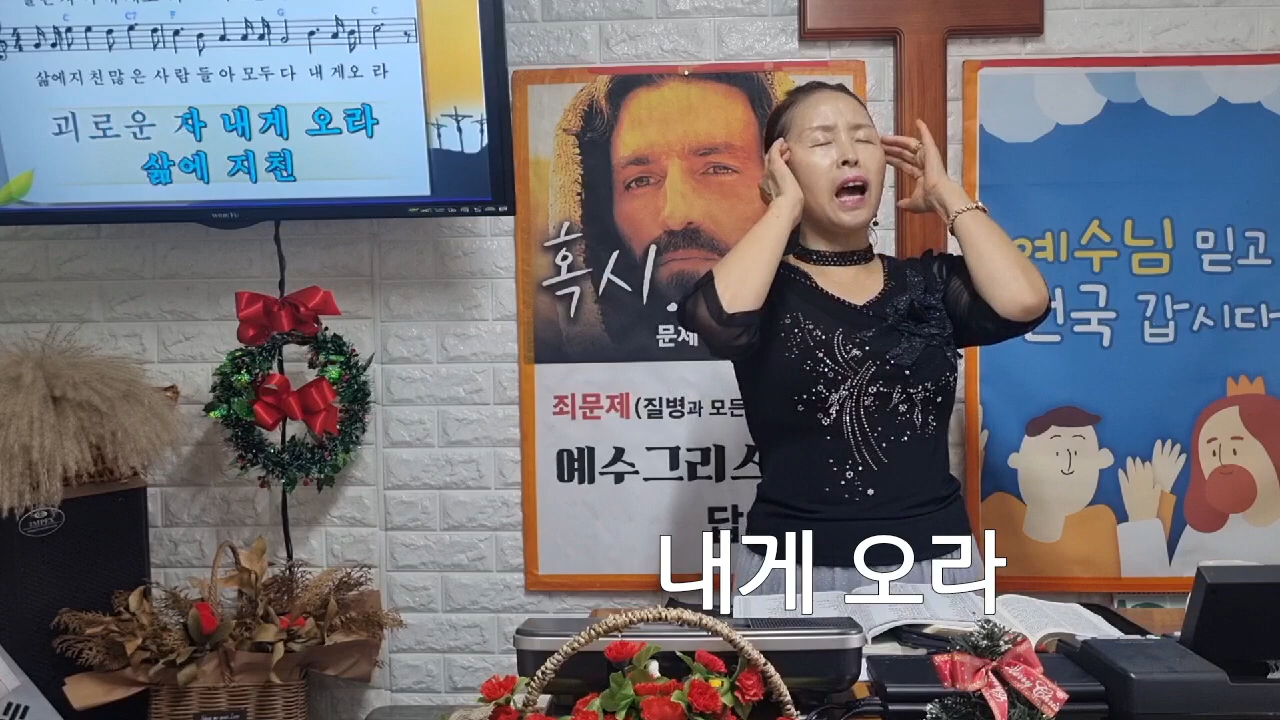 C C7 F G C
삶에지친많은사람들아모두다 내게오라
괴로운 자 내게 오라
삶에 지친
혹시
문제
죄문제(질병과 모든
예수그리스
답
예수님 믿고
천국 갑시다
IMPEX
내게 오라